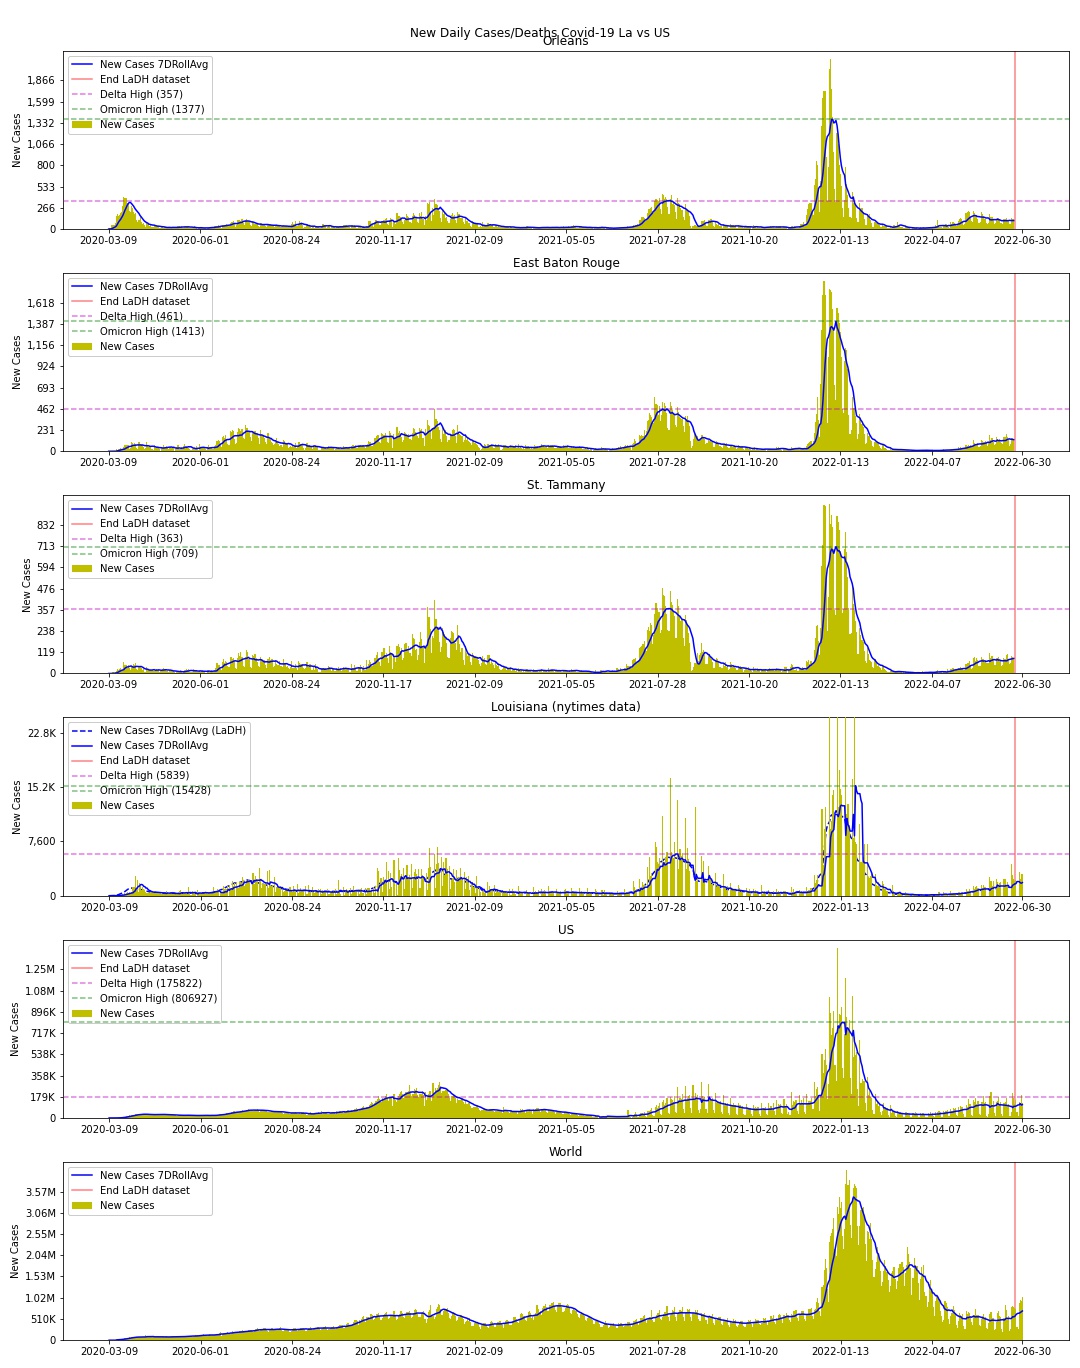 New Daily Cases/Deaths Covid-19 La vs US
Orleans
New Cases 7DRollAvg
End LaDH dataset
Delta High (357)
Omicron High (1377)
New Cases
New Cases
1,866
1,599
1,332
1,066
800
533
266
0
2020-03-09 2020-06-01 2020-08-24 2020-11-17 2021-02-09 2021-05-05 2021-07-28 2021-10-20 2022-01-13 2022-04-07 2022-06-30
East Baton Rouge
New Cases 7DRollAvg
End LaDH dataset
Delta High (461)
Omicron High (1413)
New Cases
New Cases
1,618
1,387
1,156
924
693
462
231
0
2020-03-09 2020-06-01 2020-08-24 2020-11-17 2021-02-09 2021-05-05 2021-07-28 2021-10-20 2022-01-13 2022-04-07 2022-06-30
St. Tammany
New Cases 7DRollAvg
End LaDH dataset
Delta High (363)
Omicron High (709)
New Cases
New Cases
832
713
594
476
357
238
119
0
2020-03-09 2020-06-01 2020-08-24 2020-11-17 2021-02-09 2021-05-05 2021-07-28 2021-10-20 2022-01-13 2022-04-07 2022-06-30
Louisiana (nytimes data)
New Cases 7DRollAvg (LaDH)
New Cases 7DRollAvg
End LaDH dataset
Delta High (5839)
Omicron High (15428)
New Cases
New Cases
22.8K
15.2K
7,600
0
2020-03-09 2020-06-01 2020-08-24 2020-11-17 2021-02-09 2021-05-05 2021-07-28 2021-10-20 2022-01-13 2022-04-07 2022-06-30
US
New Cases 7DRollAvg
End LaDH dataset
Delta High (175822)
Omicron High (806927)
New Cases
New Cases
1.25M
1.08M
896K
717K
538K
358K
179K
0
2020-03-09 2020-06-01 2020-08-24 2020-11-17 2021-02-09 2021-05-05 2021-07-28 2021-10-20 2022-01-13 2022-04-07 2022-06-30
World
New Cases 7DRollAvg
End LaDH dataset
New Cases
New Cases
3.57M
3.06M
2.55M
2.04M
1.53M
1.02M
510K
0
2020-03-09 2020-06-01 2020-08-24 2020-11-17 2021-02-09 2021-05-05 2021-07-28 2021-10-20 2022-01-13 2022-04-07 2022-06-30